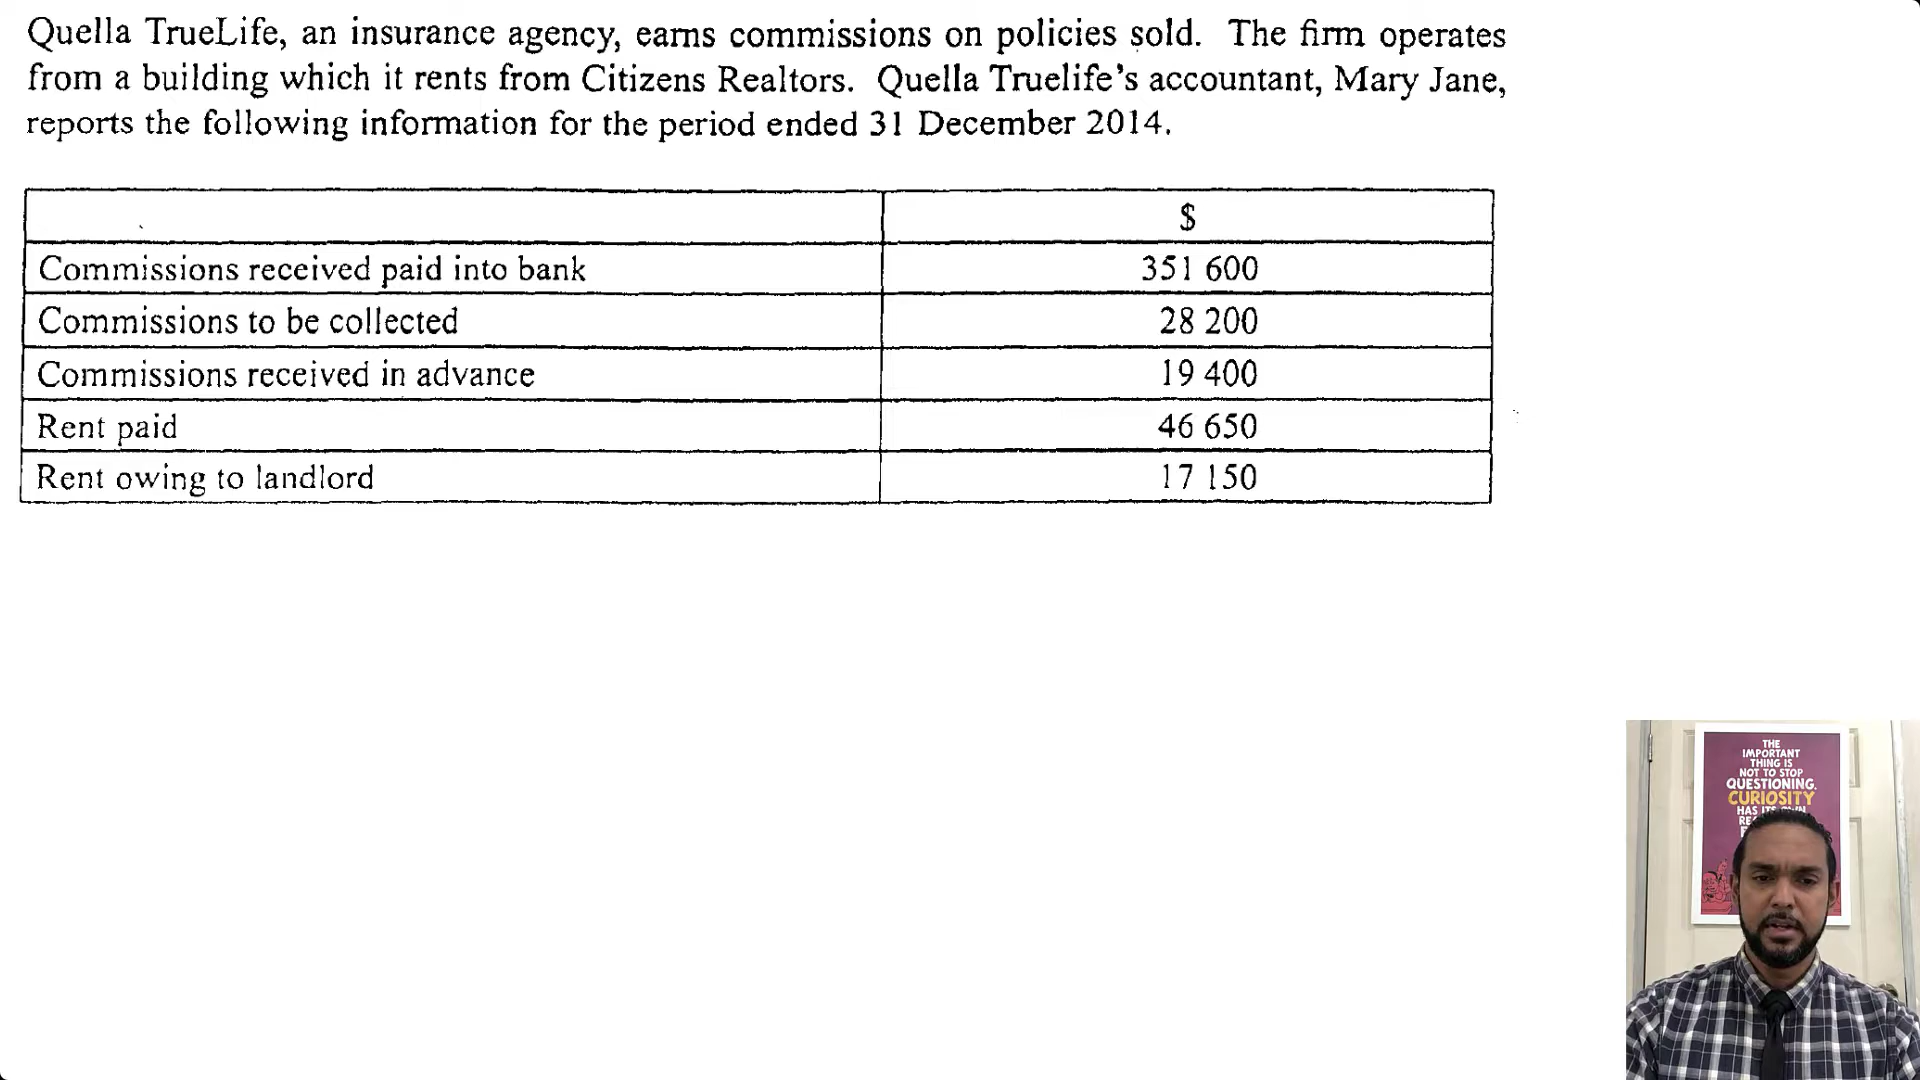 Quella TrueLife, an insurance agency, earns commissions on policies sold. The firm operates
from a building which it rents from Citizens Realtors. Quella Truelife's accountant, Mary Jane,
reports the following information for the period ended 31 December 2014.
$
Commissions received paid into bank 351 600
Commissions to be collected 28 200
Commissions received in advance 19 400
Rent paid 46 650
Rent owing to landlord 17 150
THE
IMPORTANT
THING IS
NOT TO STOP
QUESTIONING.
CURIOSITY
HAS